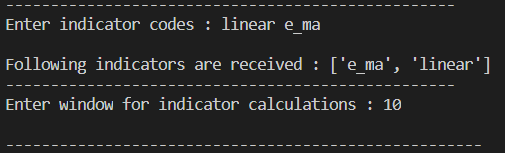 --------------------------------------------------
Enter indicator codes : linear e_ma
Following indicators are received : ['e_ma', 'linear']
--------------------------------------------------
Enter window for indicator calculations : 10
-----------------------------------------------------